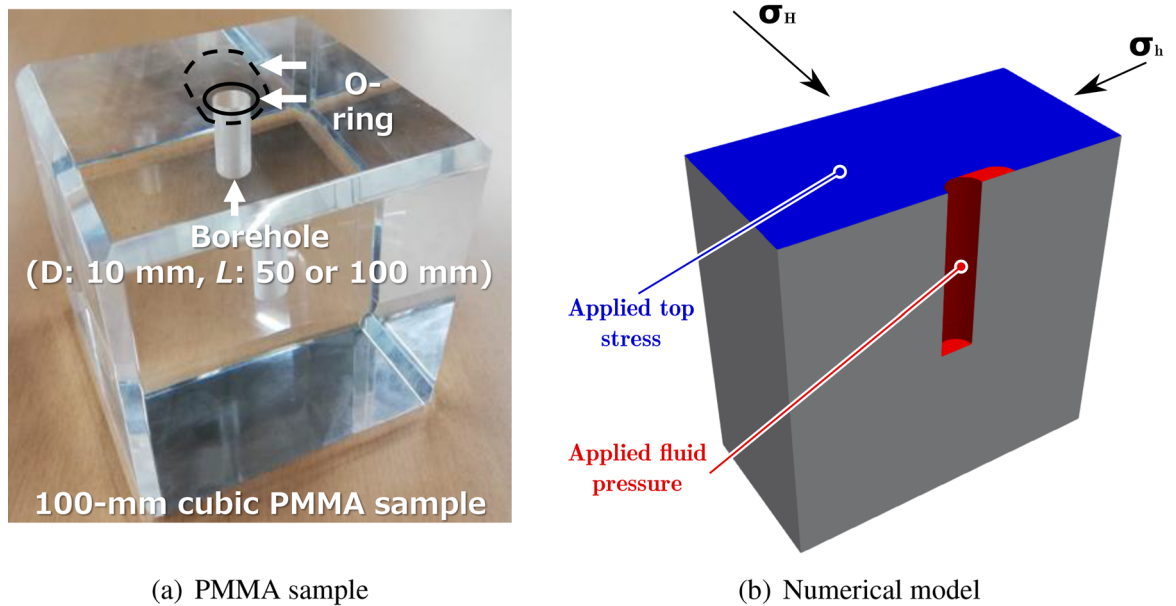 O-
ring
Borehole
(D: 10 mm, L: 50 or 100 mm)
100-mm cubic PMMA sample
(a) PMMA sample
σH
σh
Applied top
stress
Applied fluid
pressure
(b) Numerical model